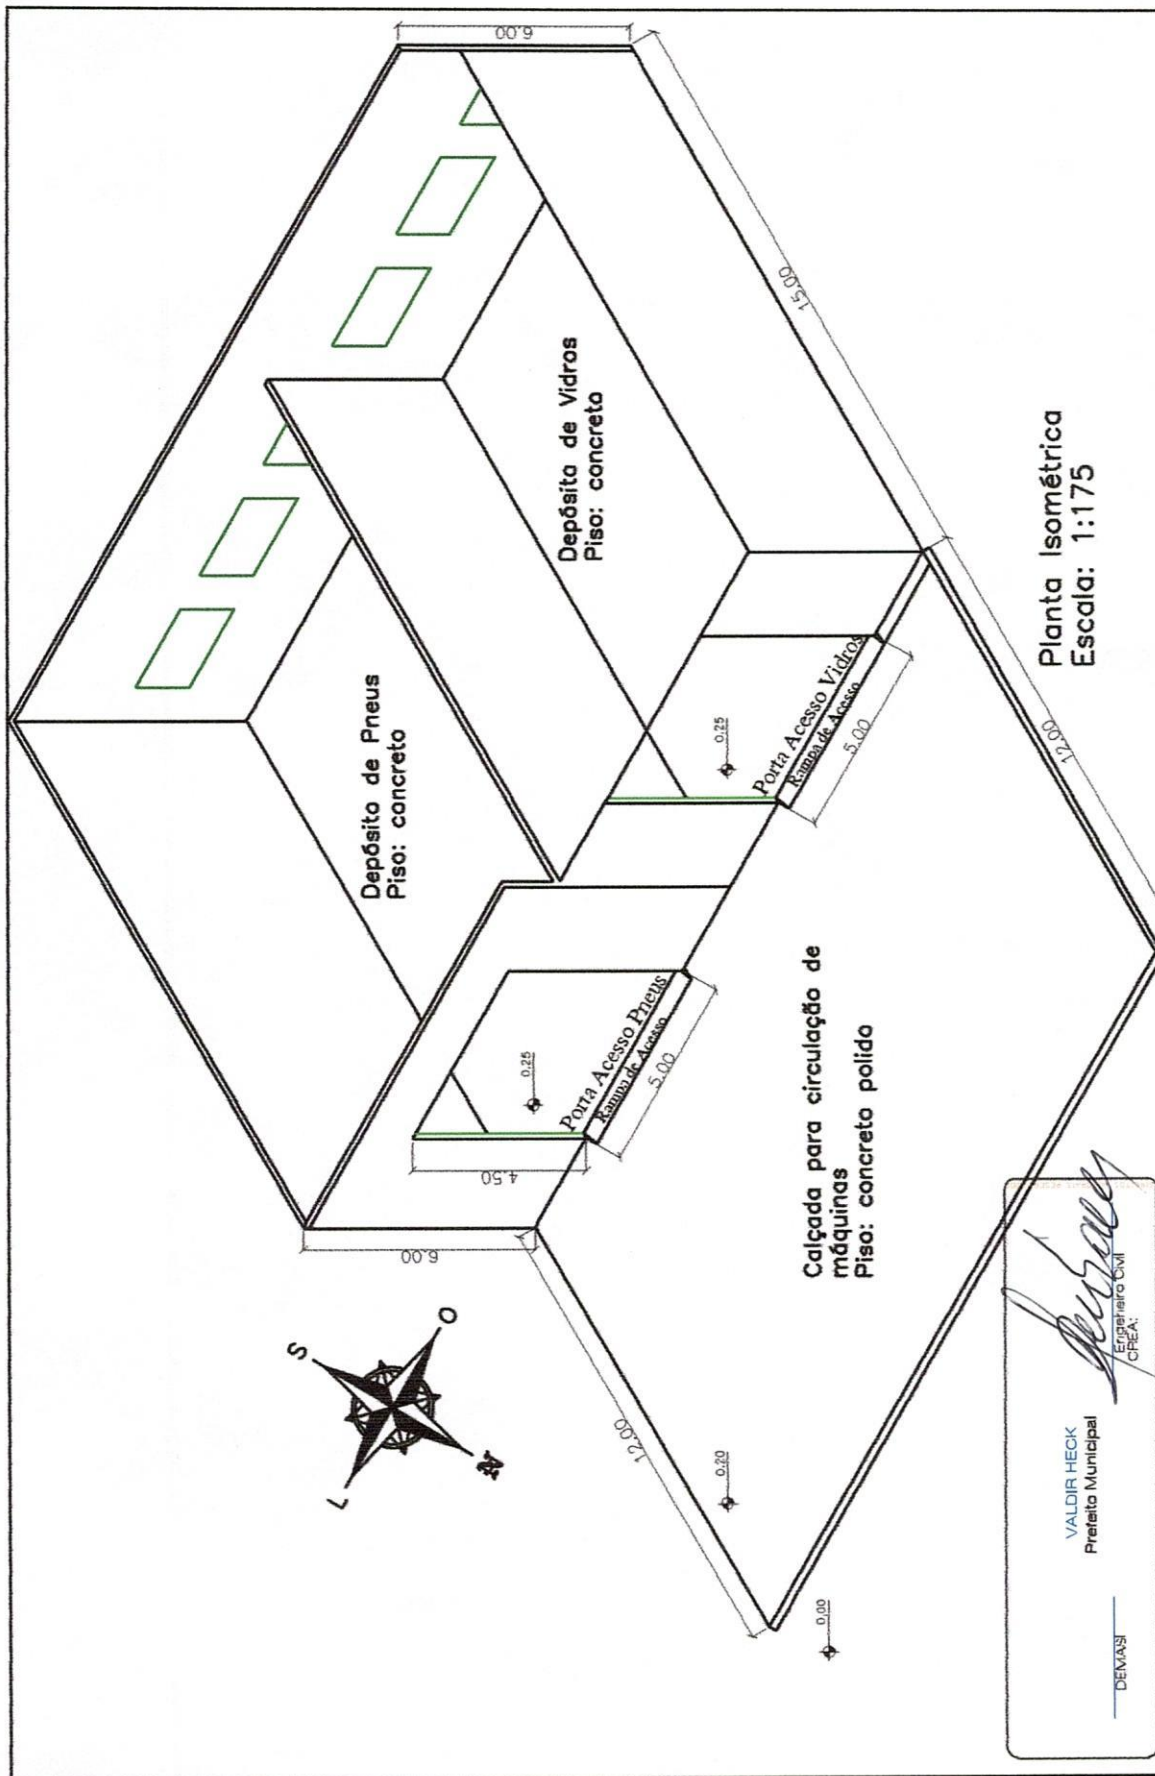 6.00
15.00
Depósito de Pneus
Piso: concreto
Depósito de Vidros
Piso: concreto
0,25
4.50
6.00
Porta Acesso Pneus
Rampa de Acesso
5.00
0,25
Porta Acesso Vidros
Rampa de Acesso
5.00
S
O
L
N
12.00
0,20
0,00
Calçada para circulação de
máquinas
Piso: concreto polido
12.00
Planta Isométrica
Escala: 1:175
DEMASI
VALDIR HECK
Prefeito Municipal
Engenheiro Civil
CREA: